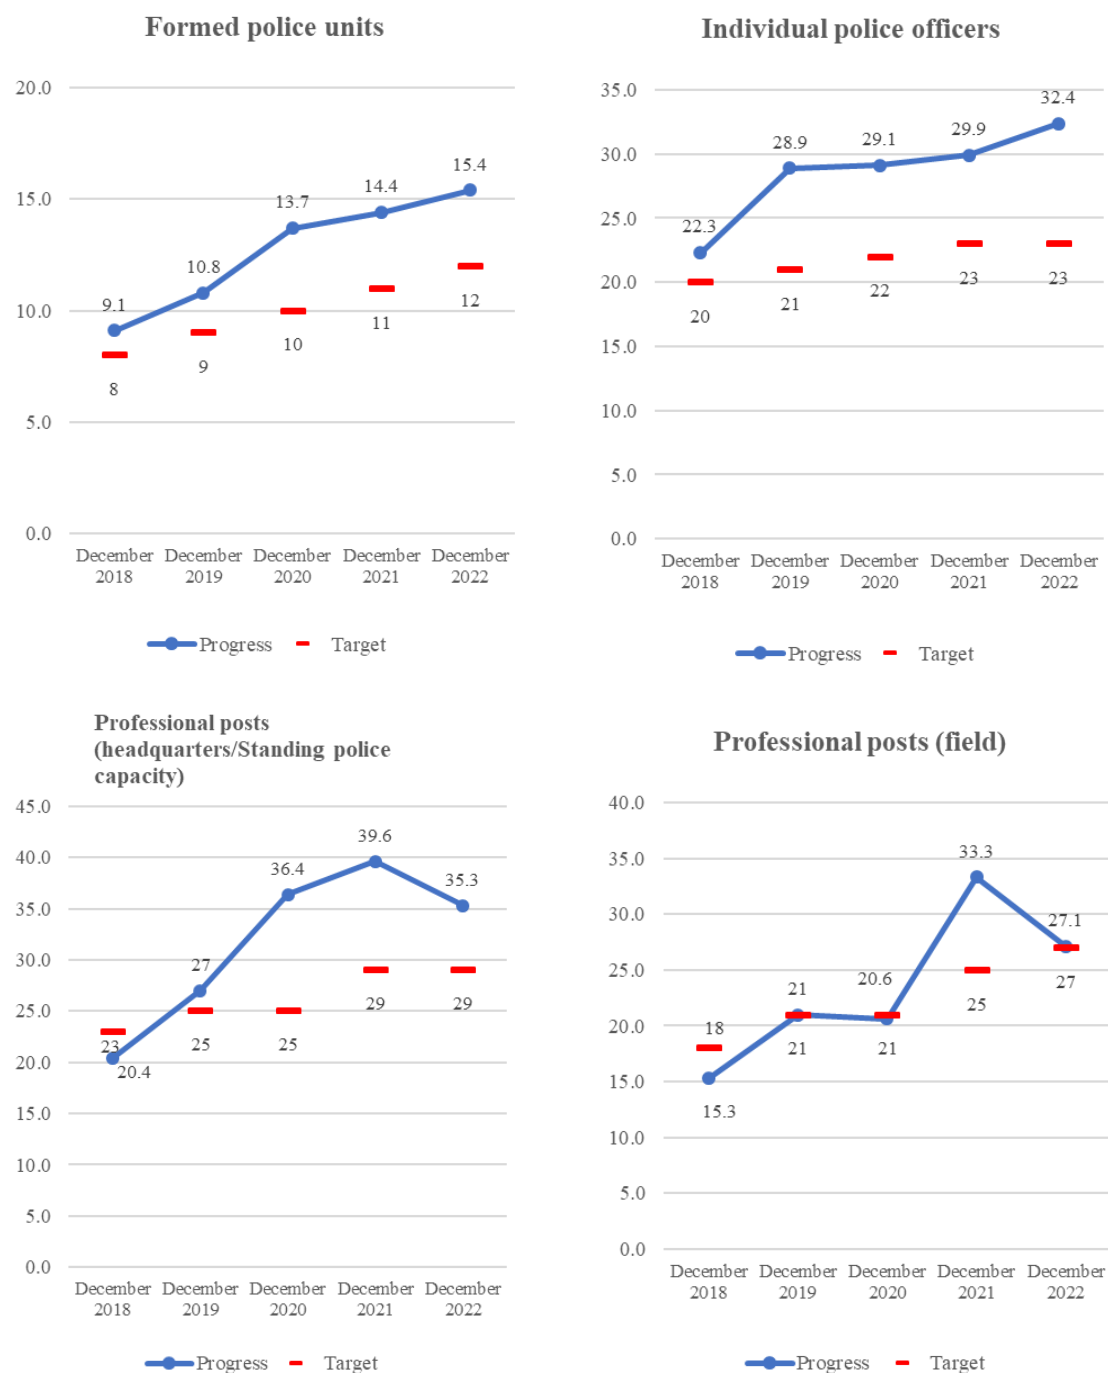 Formed police units
20.0
15.0
10.0
5.0
0.0
9.1
10.8
13.7
14.4
15.4
8
9
10
11
12
December 2018
December 2019
December 2020
December 2021
December 2022
Progress Target
Individual police officers
35.0
30.0
25.0
20.0
15.0
10.0
5.0
0.0
22.3
28.9
29.1
29.9
32.4
20
21
22
23
23
December 2018
December 2019
December 2020
December 2021
December 2022
Progress Target
Professional posts
(headquarters/Standing police
capacity)
45.0
40.0
35.0
30.0
25.0
20.0
15.0
10.0
5.0
0.0
20.4
27
36.4
39.6
35.3
23
25
25
29
29
December 2018
December 2019
December 2020
December 2021
December 2022
Progress Target
Professional posts (field)
40.0
35.0
30.0
25.0
20.0
15.0
10.0
5.0
0.0
15.3
21
20.6
33.3
27.1
18
21
21
25
27
December 2018
December 2019
December 2020
December 2021
December 2022
Progress Target